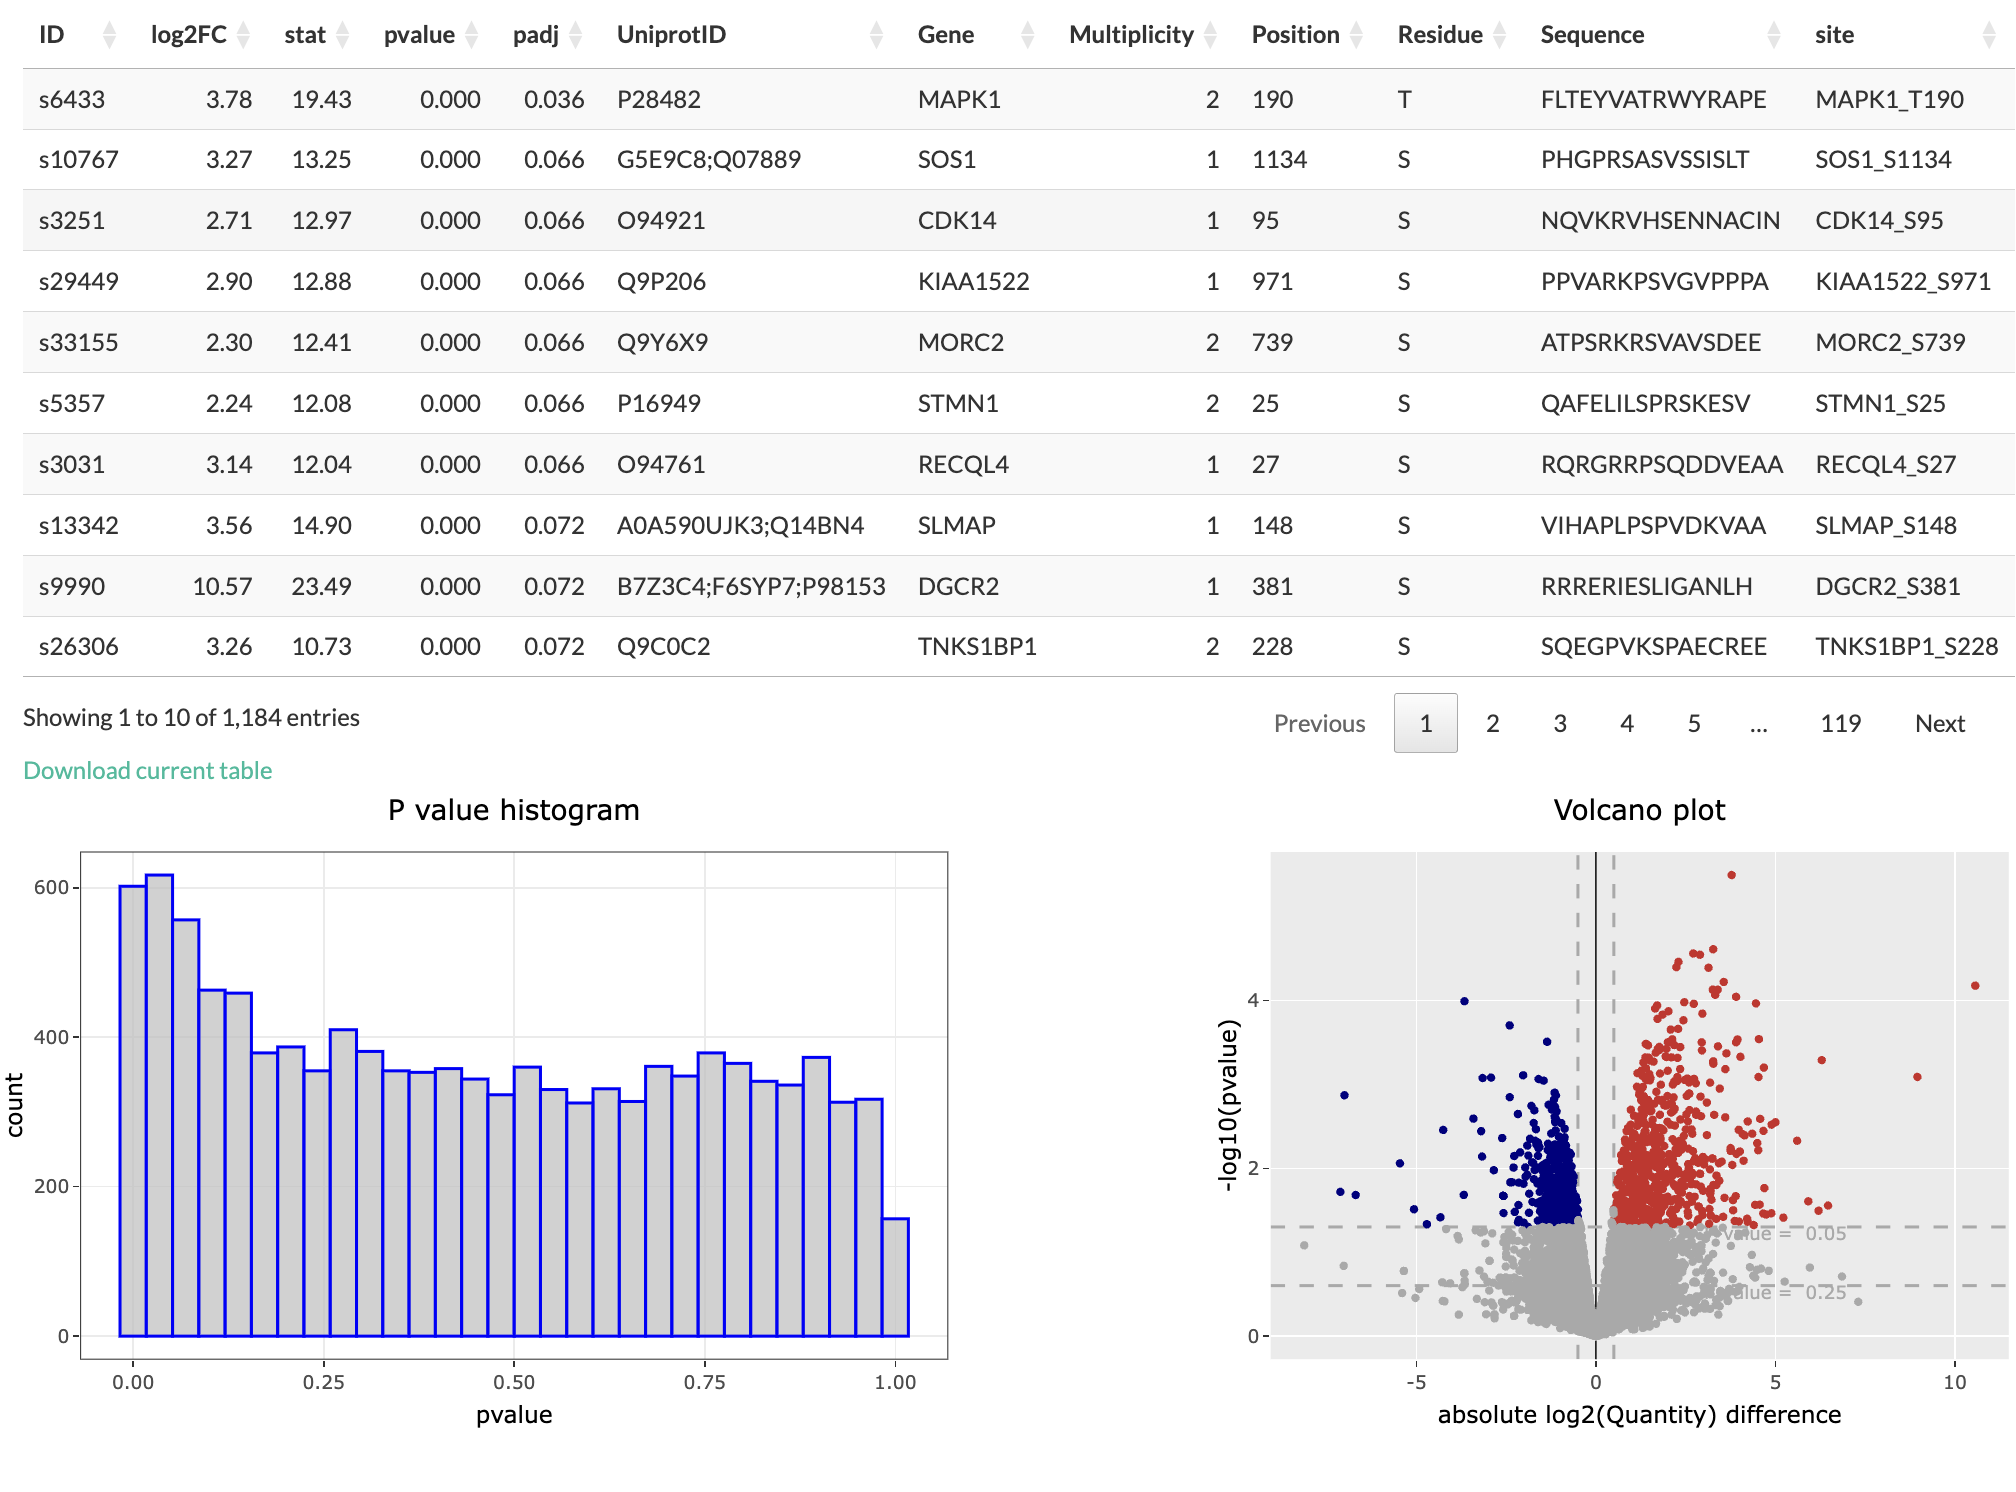 ID log2FC stat pvalue padj UniprotID Gene Multiplicity Position Residue Sequence site
s6433 3.78 19.43 0.000 0.036 P28482 MAPK1 2 190 T FLTEYVATRWYRAPE MAPK1_T190
s10767 3.27 13.25 0.000 0.066 G5E9C8;Q07889 SOS1 1 1134 S PHGPRSASVSSISLT SOS1_S1134
s3251 2.71 12.97 0.000 0.066 O94921 CDK14 1 95 S NQVKRVHSENNACIN CDK14_S95
s29449 2.90 12.88 0.000 0.066 Q9P206 KIAA1522 1 971 S PPVARKPSVGVPPPA KIAA1522_S971
s33155 2.30 12.41 0.000 0.066 Q9Y6X9 MORC2 2 739 S ATPSRKRSVAVSDEE MORC2_S739
s5357 2.24 12.08 0.000 0.066 P16949 STMN1 2 25 S QAFELILSPRSKESV STMN1_S25
s3031 3.14 12.04 0.000 0.066 O94761 RECQL4 1 27 S RQRGRRPSQDDVEAA RECQL4_S27
s13342 3.56 14.90 0.000 0.072 A0A590UJK3;Q14BN4 SLMAP 1 148 S VIHAPLPSPVDKVAA SLMAP_S148
s9990 10.57 23.49 0.000 0.072 B7Z3C4;F6SYP7;P98153 DGCR2 1 381 S RRRERIESLIGANLH DGCR2_S381
s26306 3.26 10.73 0.000 0.072 Q9C0C2 TNKS1BP1 2 228 S SQEGPVKSPAECREE TNKS1BP1_S228
Showing 1 to 10 of 1,184 entries
Previous 1 2 3 4 5 ... 119 Next
Download current table
P value histogram
600
400
200
0
count
0.00 0.25 0.50 0.75 1.00
pvalue
Volcano plot
4
2
0
-log10(pvalue)
= 0.05
= 0.25
-5 0 5 10
absolute log2(Quantity) difference